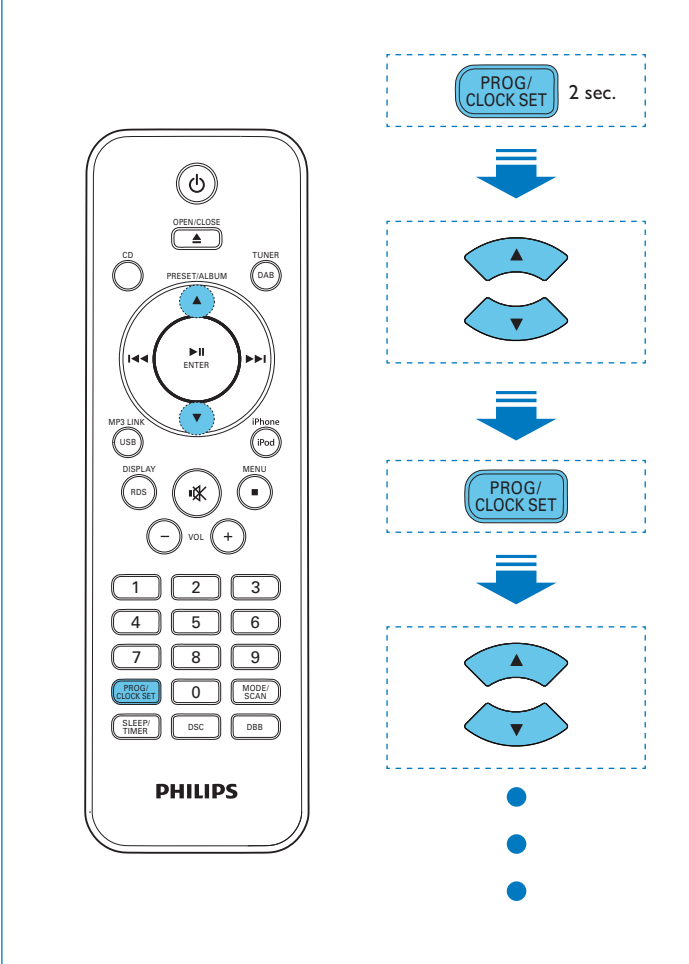 OPEN/CLOSE
CD
TUNER
DAB
PRESET/ALBUM
ENTER
MP3 LINK
USB
iPhone
iPod
DISPLAY
RDS
MENU
VOL
1 2 3
4 5 6
7 8 9
PROG/
CLOCK SET
0
MODE/
SCAN
SLEEP/
TIMER
DSC
DBB
PHILIPS
PROG/
CLOCK SET
2 sec.
PROG/
CLOCK SET